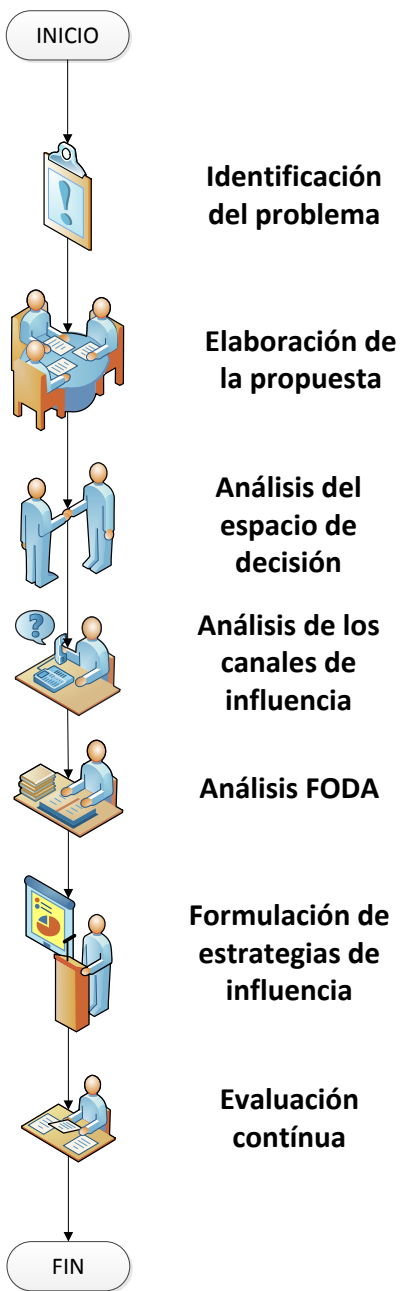 INICIO
Identificación
del problema
Elaboración de
la propuesta
Análisis del
espacio de
decisión
Análisis de los
canales de
influencia
Análisis FODA
Formulación de
estrategias de
influencia
Evaluación
contínua
FIN